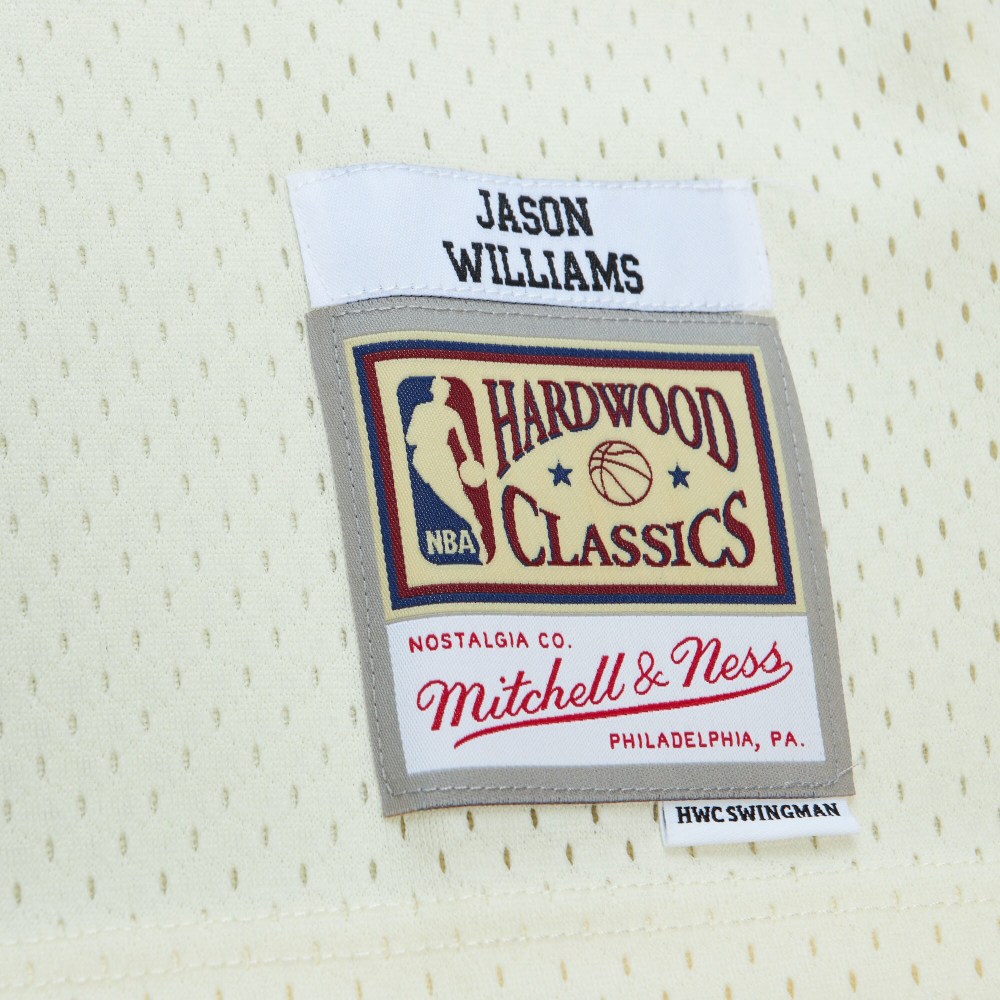 JASON
WILLIAMS
HARDWOOD
CLASSICS
NBA
NOSTALGIA CO.
Mitchell & Ness
PHILADELPHIA, PA.
HWC SWINGMAN